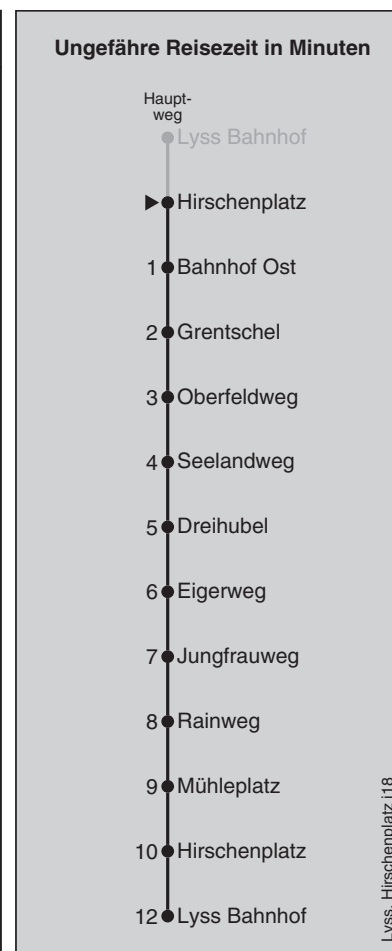 Ungefähre Reisezeit in Minuten
Haupt-
weg
Lyss Bahnhof
Hirschenplatz
1 Bahnhof Ost
2 Grentschel
3 Oberfeldweg
4 Seelandweg
5 Dreihubel
6 Eigerweg
7 Jungfrauweg
8 Rainweg
9 Mühleplatz
10 Hirschenplatz
12 Lyss Bahnhof
Lyss, Hirschenplatz j18